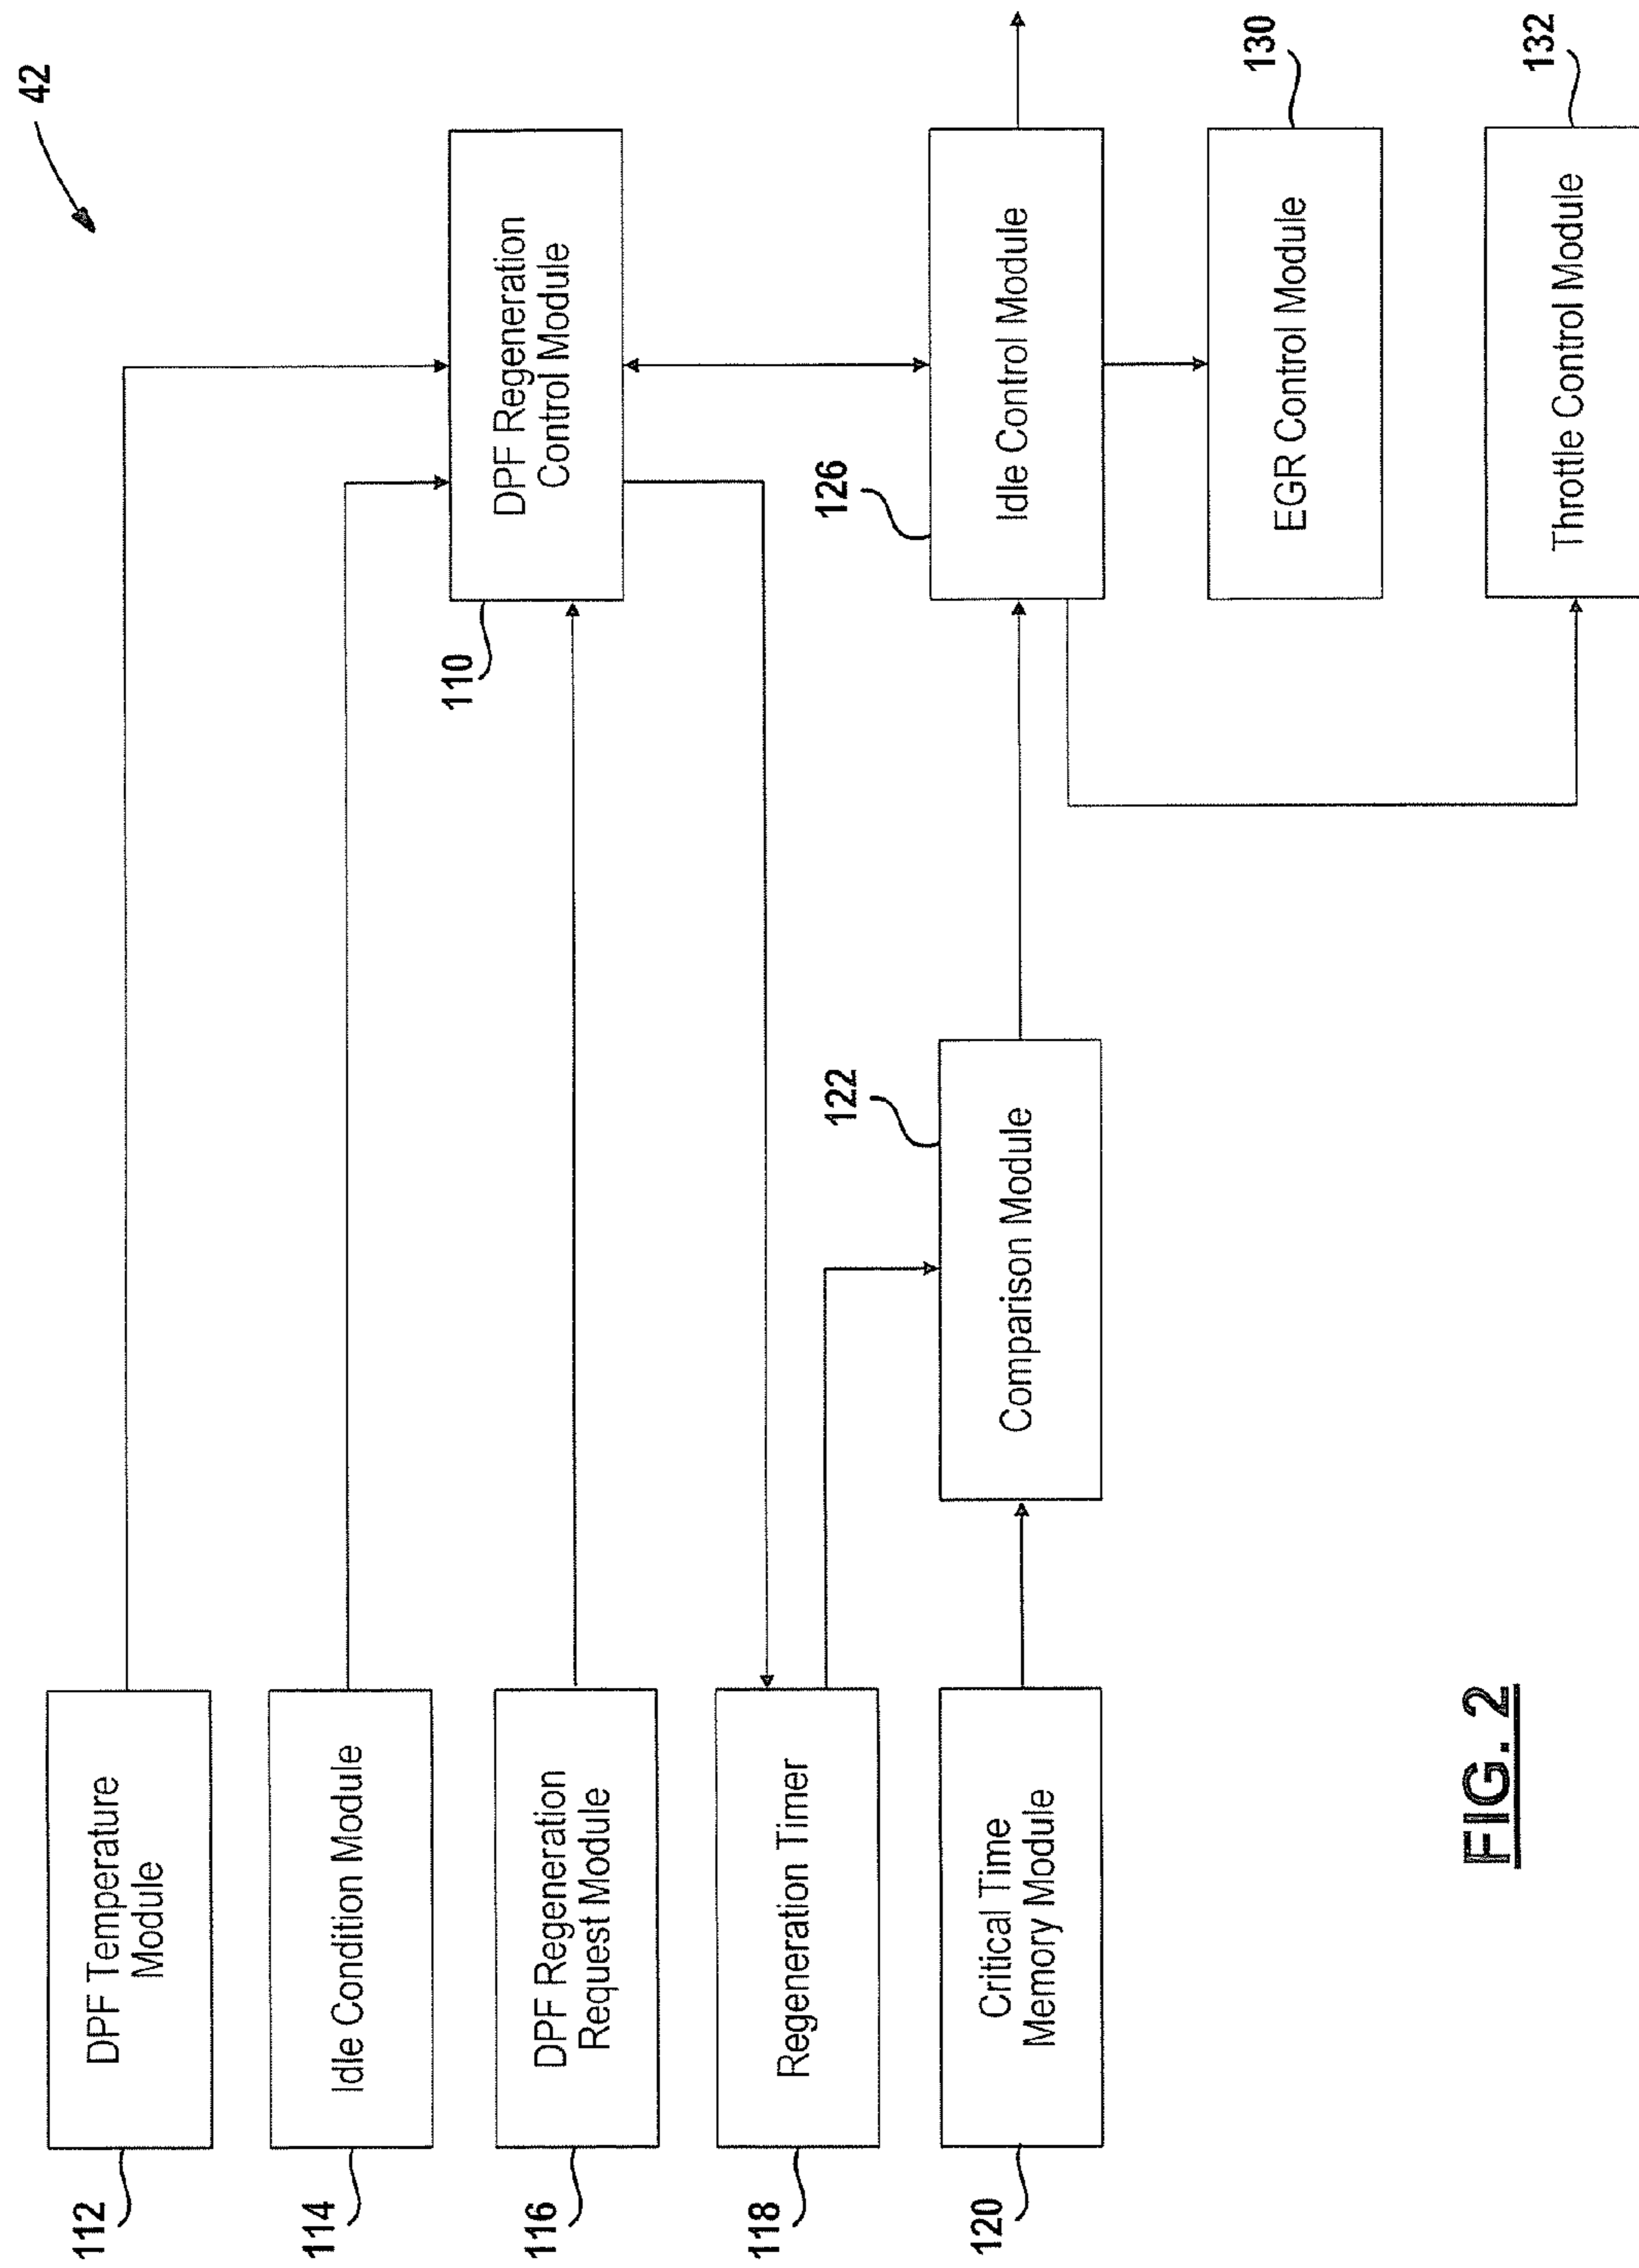 42
112
DPF Temperature
Module
114
Idle Condition Module
116
DPF Regeneration
Request Module
118
Regeneration Timer
120
Critical Time
Memory Module
110
DPF Regeneration
Control Module
122
Comparison Module
126
Idle Control Module
130
EGR Control Module
132
Throttle Control Module
FIG. 2